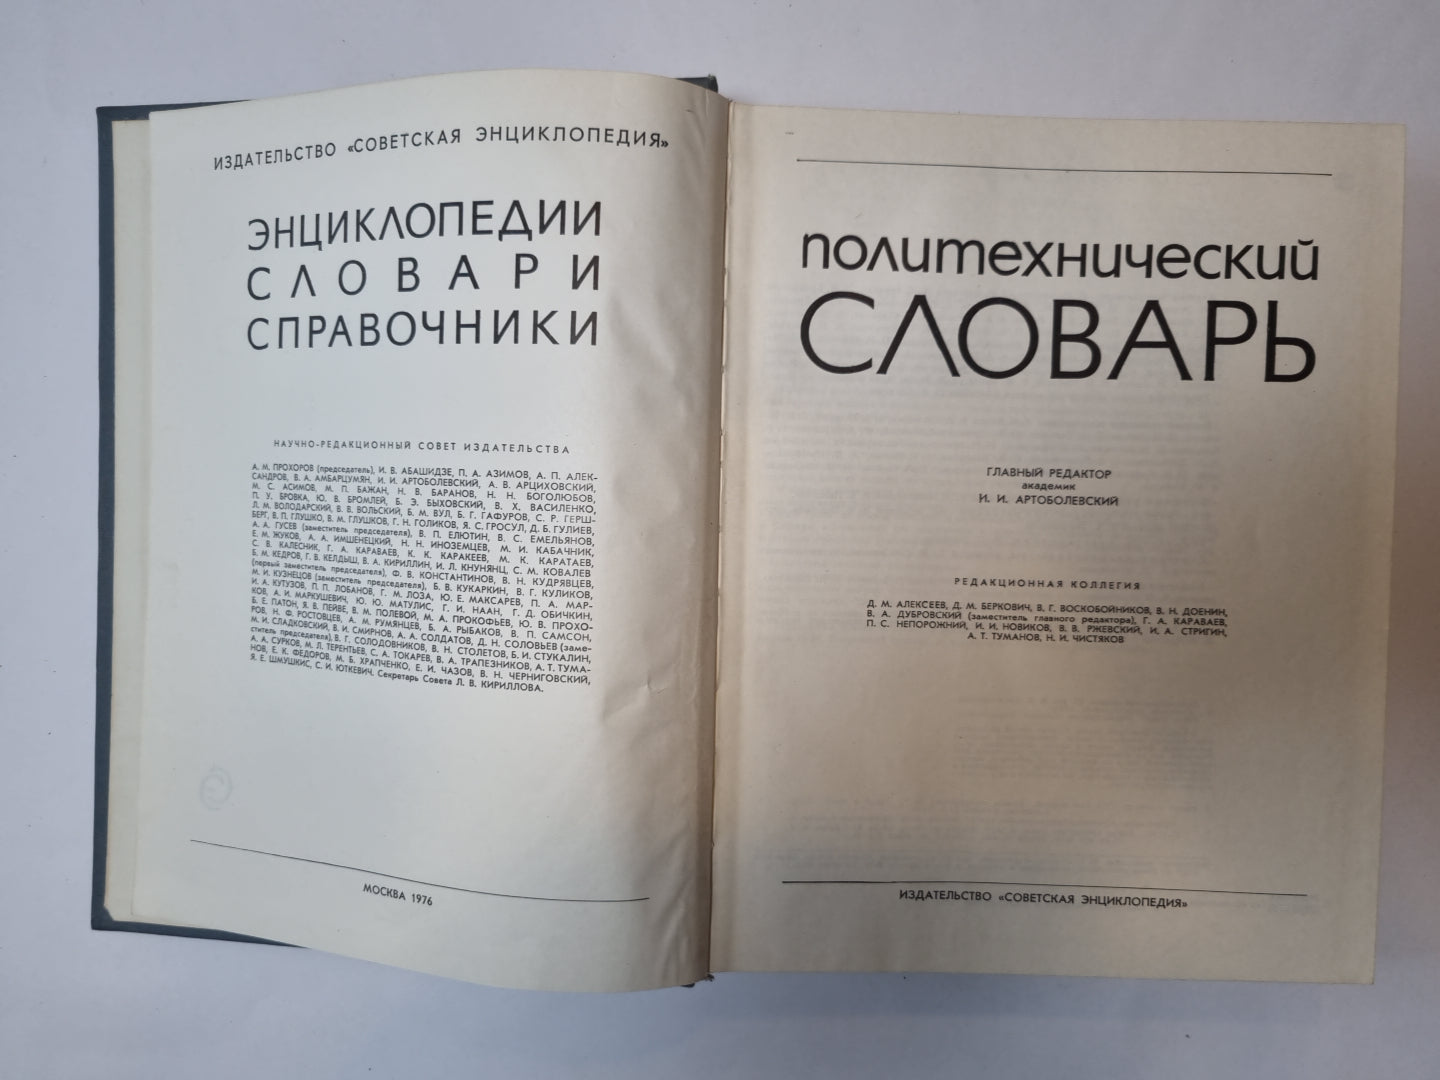 ИЗДАТЕЛЬСТВО «СОВЕТСКАЯ ЭНЦИКЛОПЕДИЯ»
ЭНЦИКЛОПЕДИИ
СЛОВАРИ
СПРАВОЧНИКИ
НАУЧНО-РЕДАКЦИОННЫЙ СОВЕТ ИЗДАТЕЛЬСТВА
А. М. ПРОХОРОВ (председатель), И. В. АБАШИДЗЕ, П. А. АЗИМОВ, А. П. АЛЕК-
САНДРОВ, В. А. АМБАРЦУМЯН, И. И. АРТОБОЛЕВСКИЙ, А. В. АРЦИХОВСКИЙ,
М. С. АСИМОВ, М. П. БАЖАН, Н. В. БАРАНОВ, Н. Н. БОГОЛЮБОВ,
П. У. БРОВКА, Ю. В. БРОМЛЕЙ, Б. Э. БЫХОВСКИЙ, В. Х. ВАСИЛЕНКО,
Л. М. ВОЛОДАРСКИЙ, В. В. ВОЛЬСКИЙ, Б. М. ВУЛ, Б. Г. ГАФУРОВ, С. Р. ГЕРШ-
БЕРГ, В. П. ГЛУШКО, В. М. ГЛУШКОВ, Г. Н. ГОЛИКОВ, Я. С. ГРОСУЛ, Д. Б. ГУЛИЕВ,
А. А. ГУСЕВ (заместитель председателя), В. П. ЕЛЮТИН, В. С. ЕМЕЛЬЯНОВ,
Е. М. ЖУКОВ, А. А. ИМШЕНЕЦКИЙ, Н. Н. ИНОЗЕМЦЕВ, М. И. КАБАЧНИК,
С. В. КАЛЕСНИК, Г. А. КАРАВАЕВ, К. К. КАРАКЕЕВ, М. К. КАРАТАЕВ,
Б. М. КЕДРОВ, Г. В. КЕЛДЫШ, В. А. КИРИЛЛИН, И. Л. КНУНЯНЦ, С. М. КОВАЛЕВ
(первый заместитель председателя), Ф. В. КОНСТАНТИНОВ, В. Н. КУДРЯВЦЕВ,
М. И. КУЗНЕЦОВ (заместитель председателя), Б. В. КУКАРКИН, В. Г. КУЛИКОВ,
И. А. КУТУЗОВ, П. П. ЛОБАНОВ, Г. М. ЛОЗА, Ю. Е. МАКСАРЕВ, П. А. МАР-
КОВ, А. И. МАРКУШЕВИЧ, Ю. Ю. МАТУЛИС, Г. И. НААН, Г. Д. ОБИЧКИН,
Б. Е. ПАТОН, Я. В. ПЕЙВЕ, В. М. ПОЛЕВОЙ, М. А. ПРОКОФЬЕВ, Ю. В. ПРОХО-
РОВ, Н. Ф. РОСТОВЦЕВ, А. М. РУМЯНЦЕВ, Б. А. РЫБАКОВ, В. П. САМСОН,
М. И. СЛАДКОВСКИЙ, В. И. СМИРНОВ, А. А. СОЛДАТОВ, Д. Н. СОЛОВЬЕВ (заме-
ститель председателя), В. Г. СОЛОДОВНИКОВ, В. Н. СТОЛЕТОВ, Б. И. СТУКАЛИН,
А. А. СУРКОВ, М. Л. ТЕРЕНТЬЕВ, С. А. ТОКАРЕВ, В. А. ТРАПЕЗНИКОВ, А. Т. ТУМА-
НОВ, Е. К. ФЕДОРОВ, М. Б. ХРАПЧЕНКО, Е. И. ЧАЗОВ, В. Н. ЧЕРНИГОВСКИЙ,
Я. Е. ШМУШКИС, С. И. ЮТКЕВИЧ. Секретарь Совета Л. В. КИРИЛЛОВА.
МОСКВА 1976
ПОЛИТЕХНИЧЕСКИЙ
СЛОВАРЬ
ГЛАВНЫЙ РЕДАКТОР
академик
И. И. АРТОБОЛЕВСКИЙ
РЕДАКЦИОННАЯ КОЛЛЕГИЯ
Д. М. АЛЕКСЕЕВ, Д. М. БЕРКОВИЧ, В. Г. ВОСКОБОЙНИКОВ, В. Н. ДОЕНИН,
В. А. ДУБРОВСКИЙ (заместитель главного редактора), Г. А. КАРАВАЕВ,
П. С. НЕПОРОЖНИЙ, И. И. НОВИКОВ, В. В. РЖЕВСКИЙ, И. А. СТРИГИН,
А. Т. ТУМАНОВ, Н. И. ЧИСТЯКОВ
ИЗДАТЕЛЬСТВО «СОВЕТСКАЯ ЭНЦИКЛОПЕДИЯ»